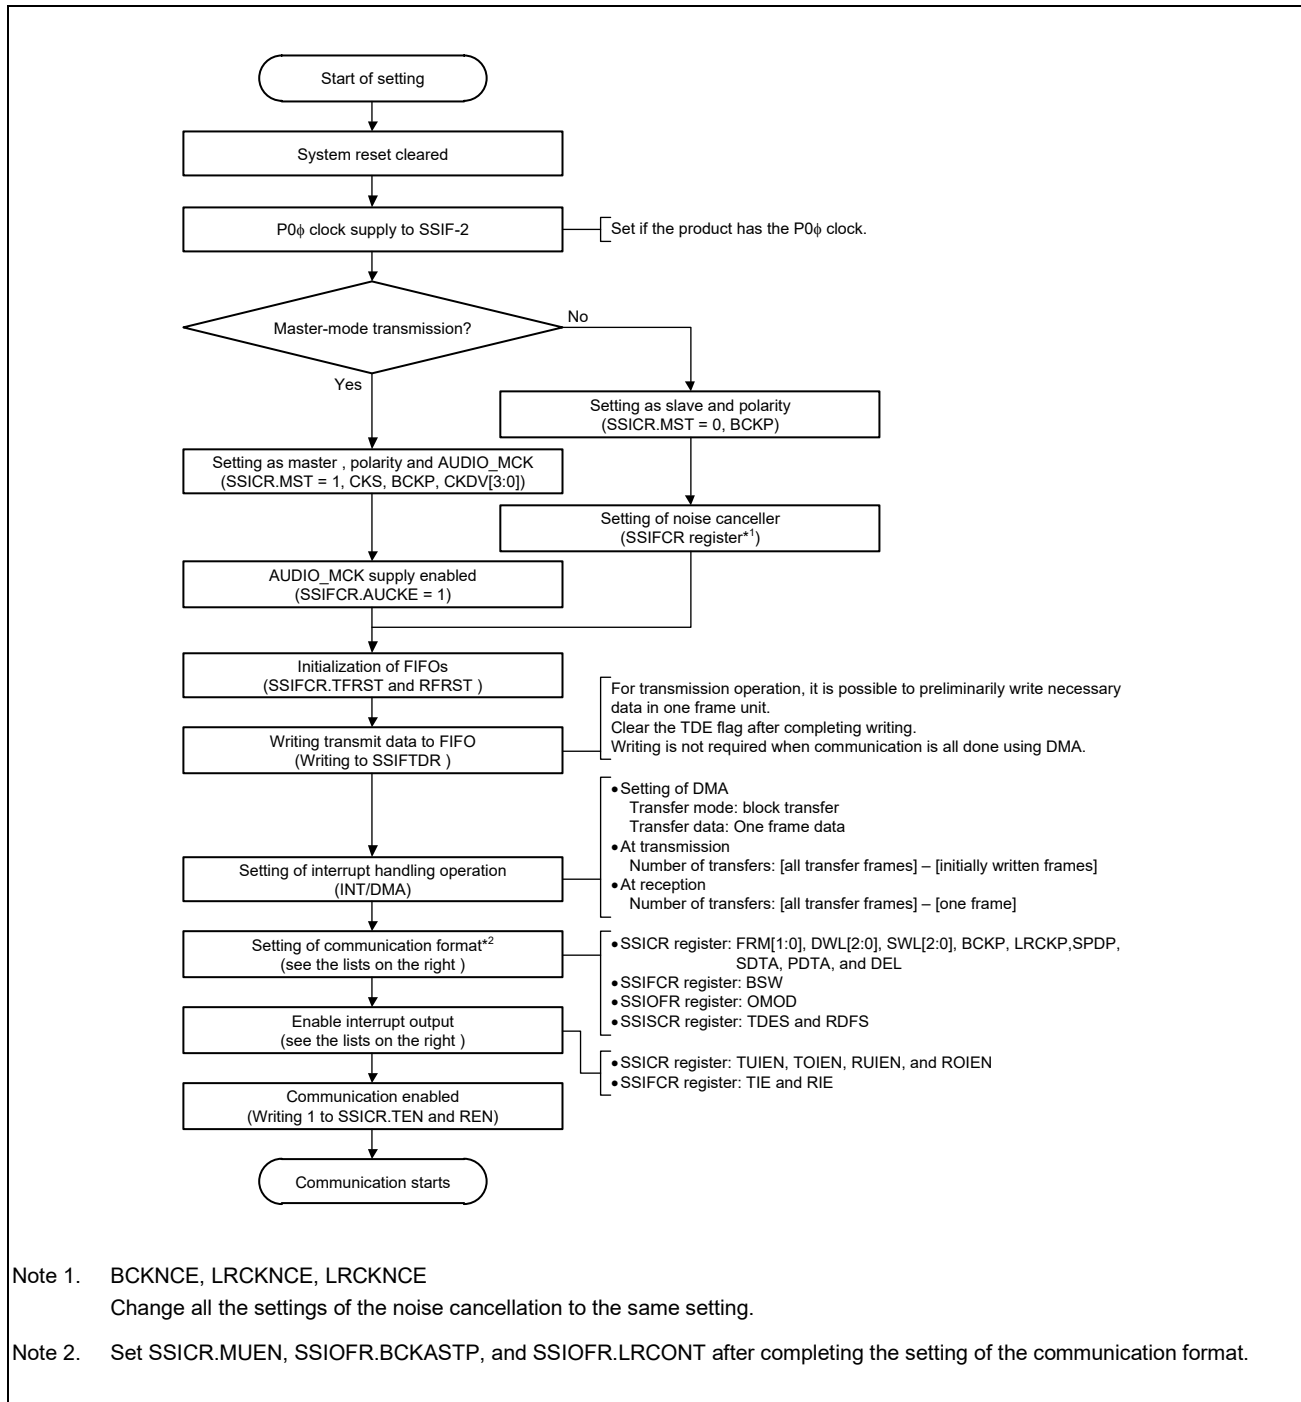 Start of setting
System reset cleared
P0ϕ clock supply to SSIF-2
Set if the product has the P0ϕ clock.
Master-mode transmission?
No
Yes
Setting as slave and polarity
(SSICR.MST = 0, BCKP)
Setting as master , polarity and AUDIO_MCK
(SSICR.MST = 1, CKS, BCKP, CKDV[3:0])
Setting of noise canceller
(SSIFCR register*1)
AUDIO_MCK supply enabled
(SSIFCR.AUCKE = 1)
Initialization of FIFOs
(SSIFCR.TFRST and RFRST )
For transmission operation, it is possible to preliminarily write necessary
data in one frame unit.
Clear the TDE flag after completing writing.
Writing is not required when communication is all done using DMA.
Writing transmit data to FIFO
(Writing to SSIFTDR )
•Setting of DMA
Transfer mode: block transfer
Transfer data: One frame data
•At transmission
Number of transfers: [all transfer frames] – [initially written frames]
•At reception
Number of transfers: [all transfer frames] – [one frame]
Setting of interrupt handling operation
(INT/DMA)
Setting of communication format*2
(see the lists on the right )
•SSICR register: FRM[1:0], DWL[2:0], SWL[2:0], BCKP, LRCKP,SPDP,
SDTA, PDTA, and DEL
•SSIFCR register: BSW
•SSIOFR register: OMOD
•SSISCR register: TDES and RDFS
Enable interrupt output
(see the lists on the right )
•SSICR register: TUIEN, TOIEN, RUIEN, and ROIEN
•SSIFCR register: TIE and RIE
Communication enabled
(Writing 1 to SSICR.TEN and REN)
Communication starts
Note 1. BCKNCE, LRCKNCE, LRCKNCE
Change all the settings of the noise cancellation to the same setting.
Note 2. Set SSICR.MUEN, SSIOFR.BCKASTP, and SSIOFR.LRCONT after completing the setting of the communication format.